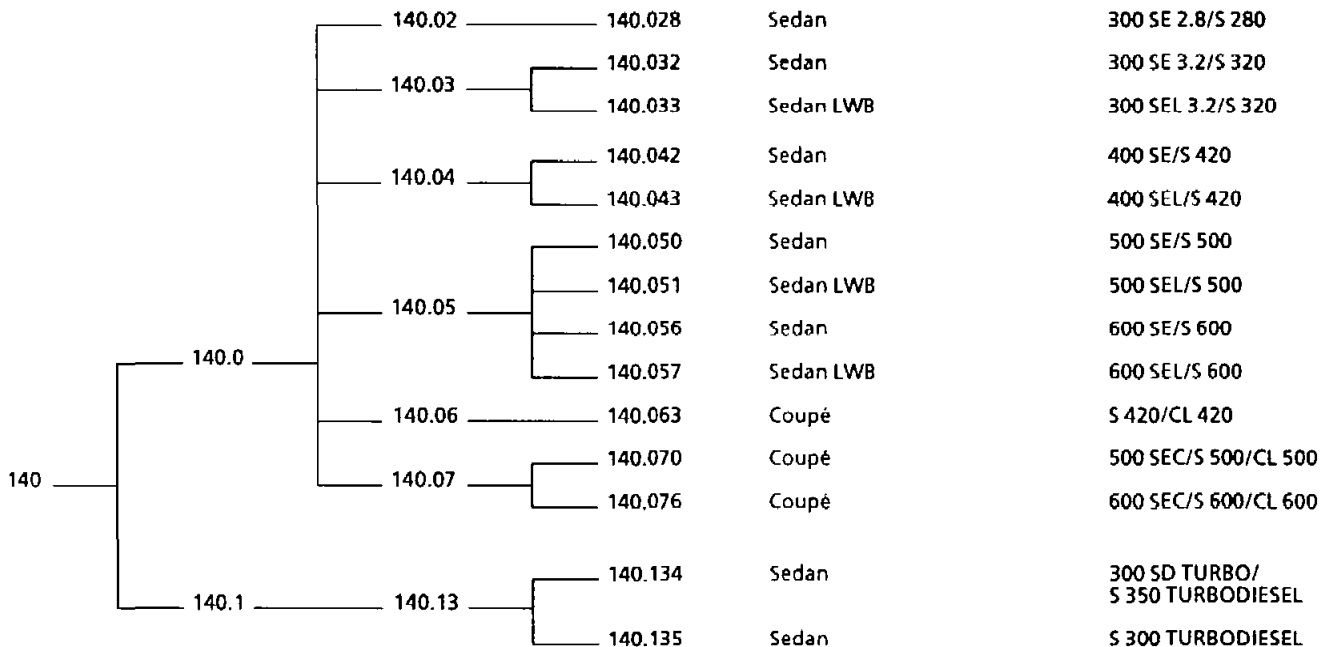 140.02 140.028 Sedan 300 SE 2.8/S 280
140.032 Sedan 300 SE 3.2/S 320
140.03
140.033 Sedan LWB 300 SEL 3.2/S 320
140.042 Sedan 400 SE/S 420
140.04
140.043 Sedan LWB 400 SEL/S 420
140.050 Sedan 500 SE/S 500
140.051 Sedan LWB 500 SEL/S 500
140.05
140.056 Sedan 600 SE/S 600
140.0
140.057 Sedan LWB 600 SEL/S 600
140.06 140.063 Coupé S 420/CL 420
140.070 Coupé 500 SEC/S 500/CL 500
140 140.07
140.076 Coupé 600 SEC/S 600/CL 600
140.134 Sedan 300 SD TURBO/
S 350 TURBODIESEL
140.1 140.13
140.135 Sedan S 300 TURBODIESEL